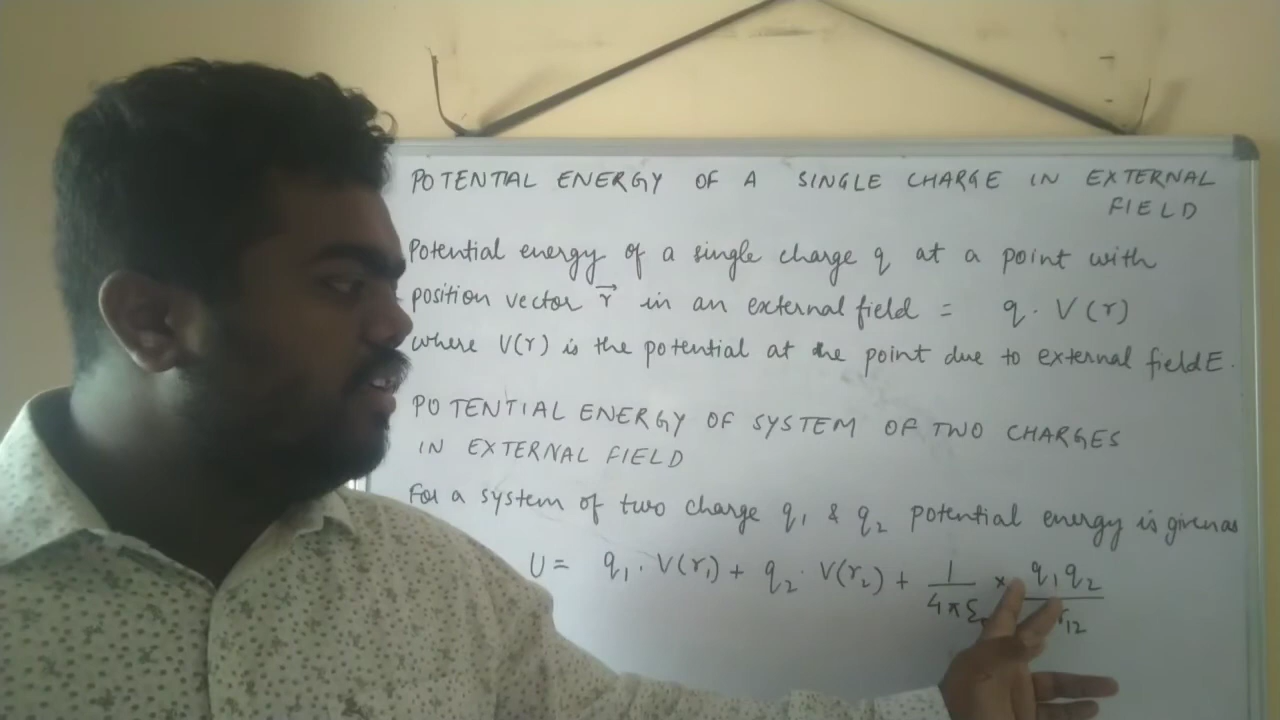 POTENTIAL ENERGY OF A SINGLE CHARGE IN EXTERNAL
FIELD
Potential energy of a single charge q at a point with
position vector r⃗ in an external field = q · V(r)
where V(r) is the potential at the point due to external field E.
POTENTIAL ENERGY OF SYSTEM OF TWO CHARGES
IN EXTERNAL FIELD
For a system of two charge q₁ & q₂ potential energy is given as
U = q₁ · V(r₁) + q₂ · V(r₂) + 1/4πε₀ × q₁q₂/r₁₂